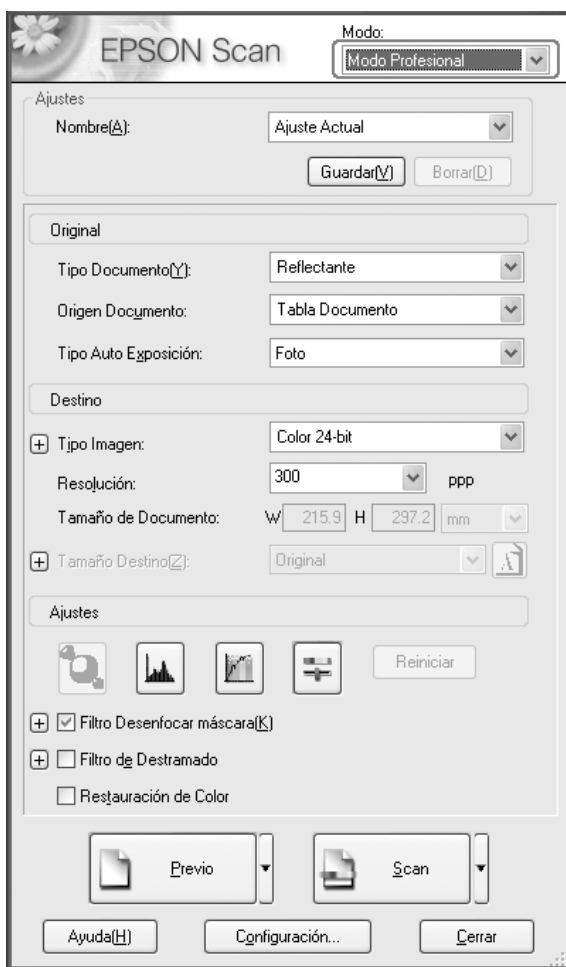 EPSON Scan
Modo:
Modo Profesional
Ajustes
Nombre(A):
Ajuste Actual
Guardar(V)
Borrar(D)
Original
Tipo Documento(Y):
Reflectante
Origen Documento:
Tabla Documento
Tipo Auto Exposición:
Foto
Destino
Tipo Imagen:
Color 24-bit
Resolución:
300
ppp
Tamaño de Documento:
W 215.9 H 297.2 mm
Tamaño Destino(Z):
Original
Ajustes
Reiniciar
Filtro Desenfocar máscara(K)
Filtro de Destramado
Restauración de Color
Previo
Scan
Ayuda(H)
Configuración...
Cerrar